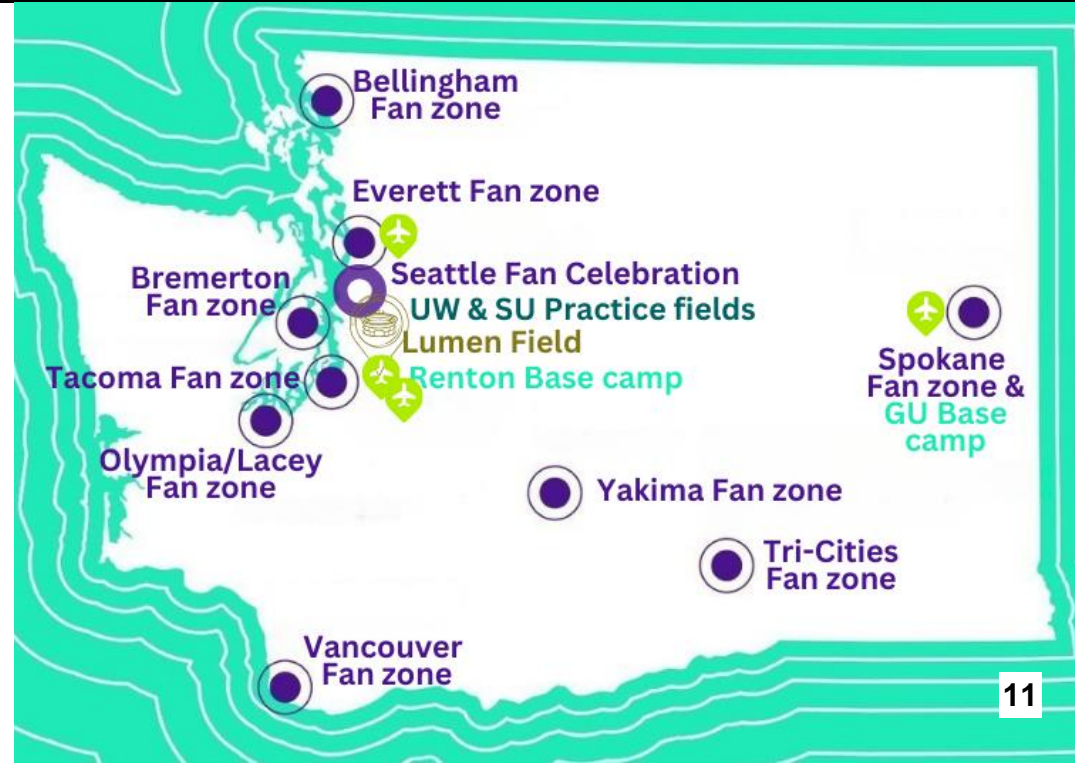 Bellingham
Fan zone
Everett Fan zone
Seattle Fan Celebration
Bremerton
Fan zone
UW & SU Practice fields
Lumen Field
Tacoma Fan zone
Renton Base camp
Spokane
Fan zone &
GU Base
camp
Olympia/Lacey
Fan zone
Yakima Fan zone
Tri-Cities
Fan zone
Vancouver
Fan zone
11